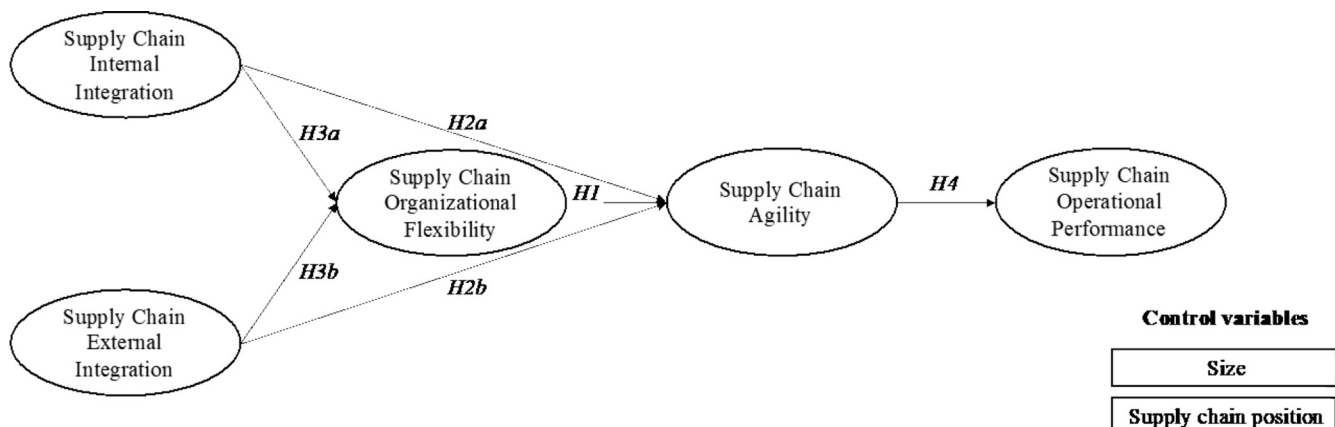 Supply Chain
Internal
Integration
H3a
H2a
Supply Chain
Organizational
Flexibility
H1
Supply Chain
Agility
H4
Supply Chain
Operational
Performance
H3b
H2b
Supply Chain
External
Integration
Control variables
Size
Supply chain position